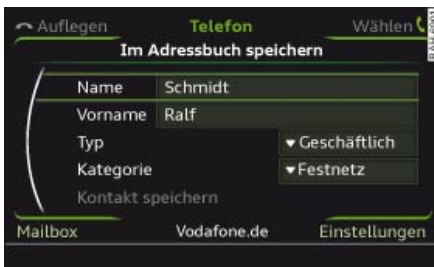 Auflegen Telefon Wählen
Im Adressbuch speichern
Name Schmidt
Vorname Ralf
Typ Geschäftlich
Kategorie Festnetz
Kontakt speichern
Mailbox Vodafone.de Einstellungen